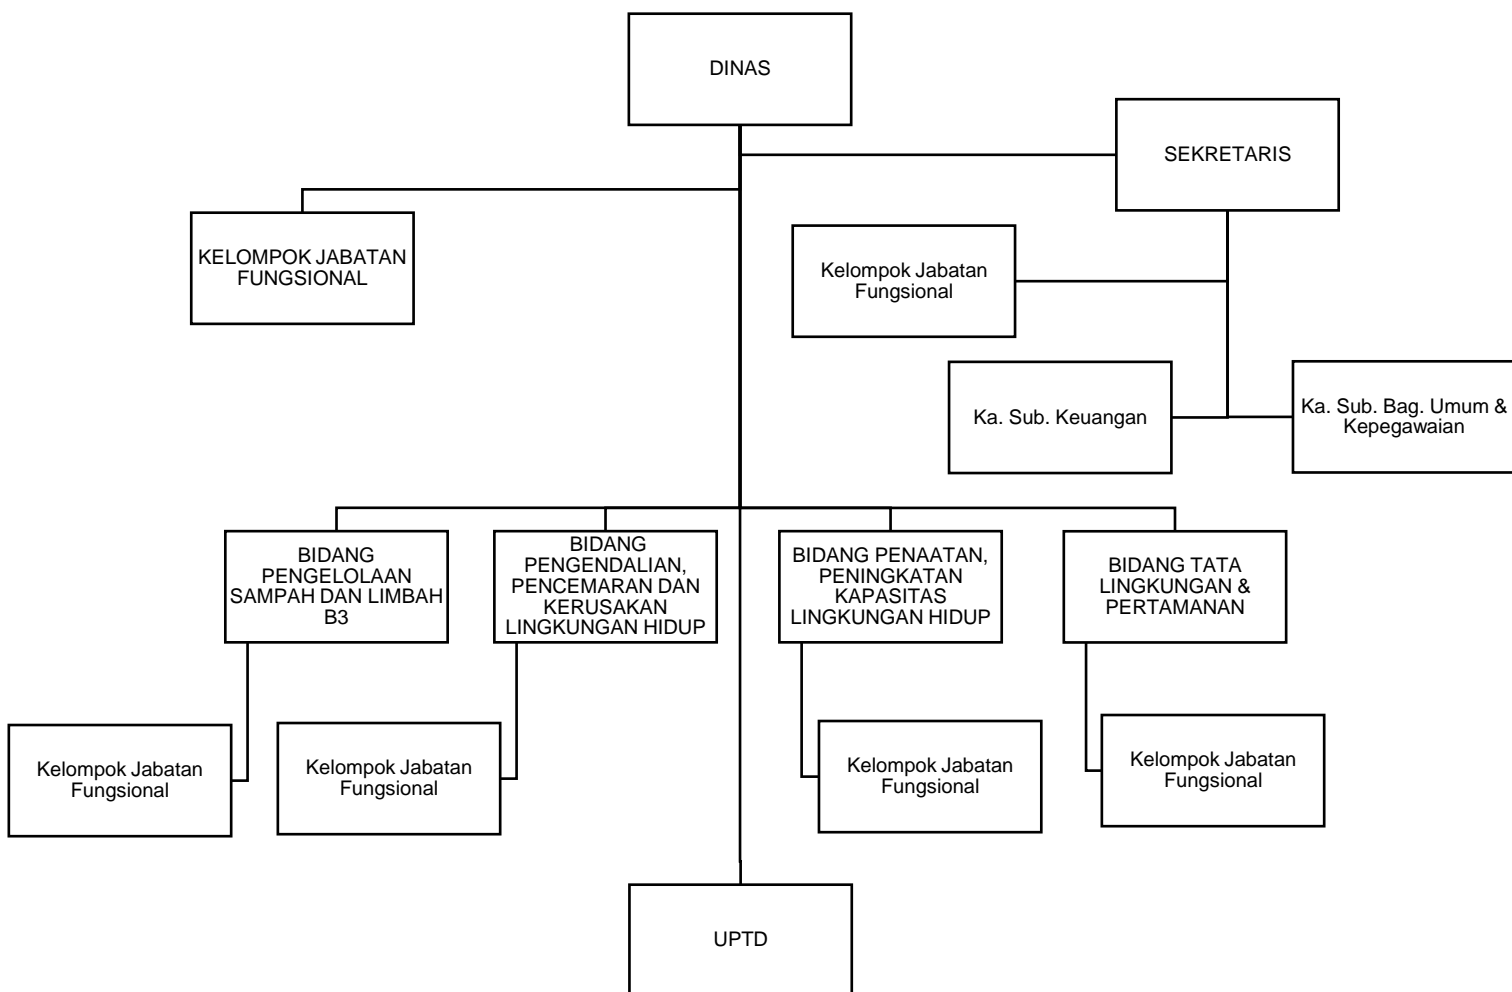 DINAS
SEKRETARIS
KELOMPOK JABATAN
FUNGSIONAL
Kelompok Jabatan
Fungsional
Ka. Sub. Keuangan
Ka. Sub. Bag. Umum &
Kepegawaian
BIDANG
PENGELOLAAN
SAMPAH DAN LIMBAH
B3
BIDANG
PENGENDALIAN,
PENCEMARAN DAN
KERUSAKAN
LINGKUNGAN HIDUP
BIDANG PENAATAN,
PENINGKATAN
KAPASITAS
LINGKUNGAN HIDUP
BIDANG TATA
LINGKUNGAN &
PERTAMANAN
Kelompok Jabatan
Fungsional
Kelompok Jabatan
Fungsional
Kelompok Jabatan
Fungsional
Kelompok Jabatan
Fungsional
UPTD